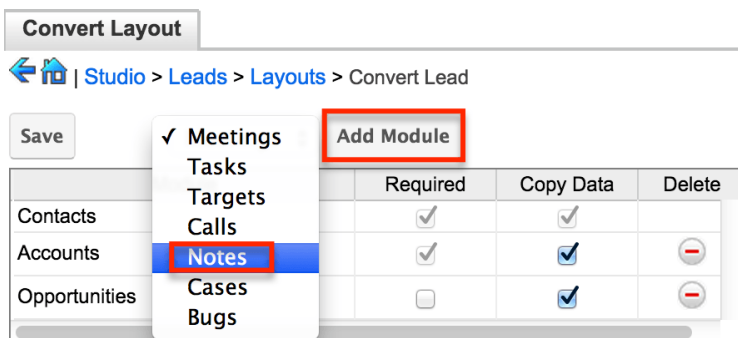 Convert Layout
| Studio > Leads > Layouts > Convert Lead
Save
✓ Meetings
Add Module
Tasks
Targets
Calls
Notes
Cases
Bugs
Required
Copy Data
Delete
Contacts
Accounts
Opportunities